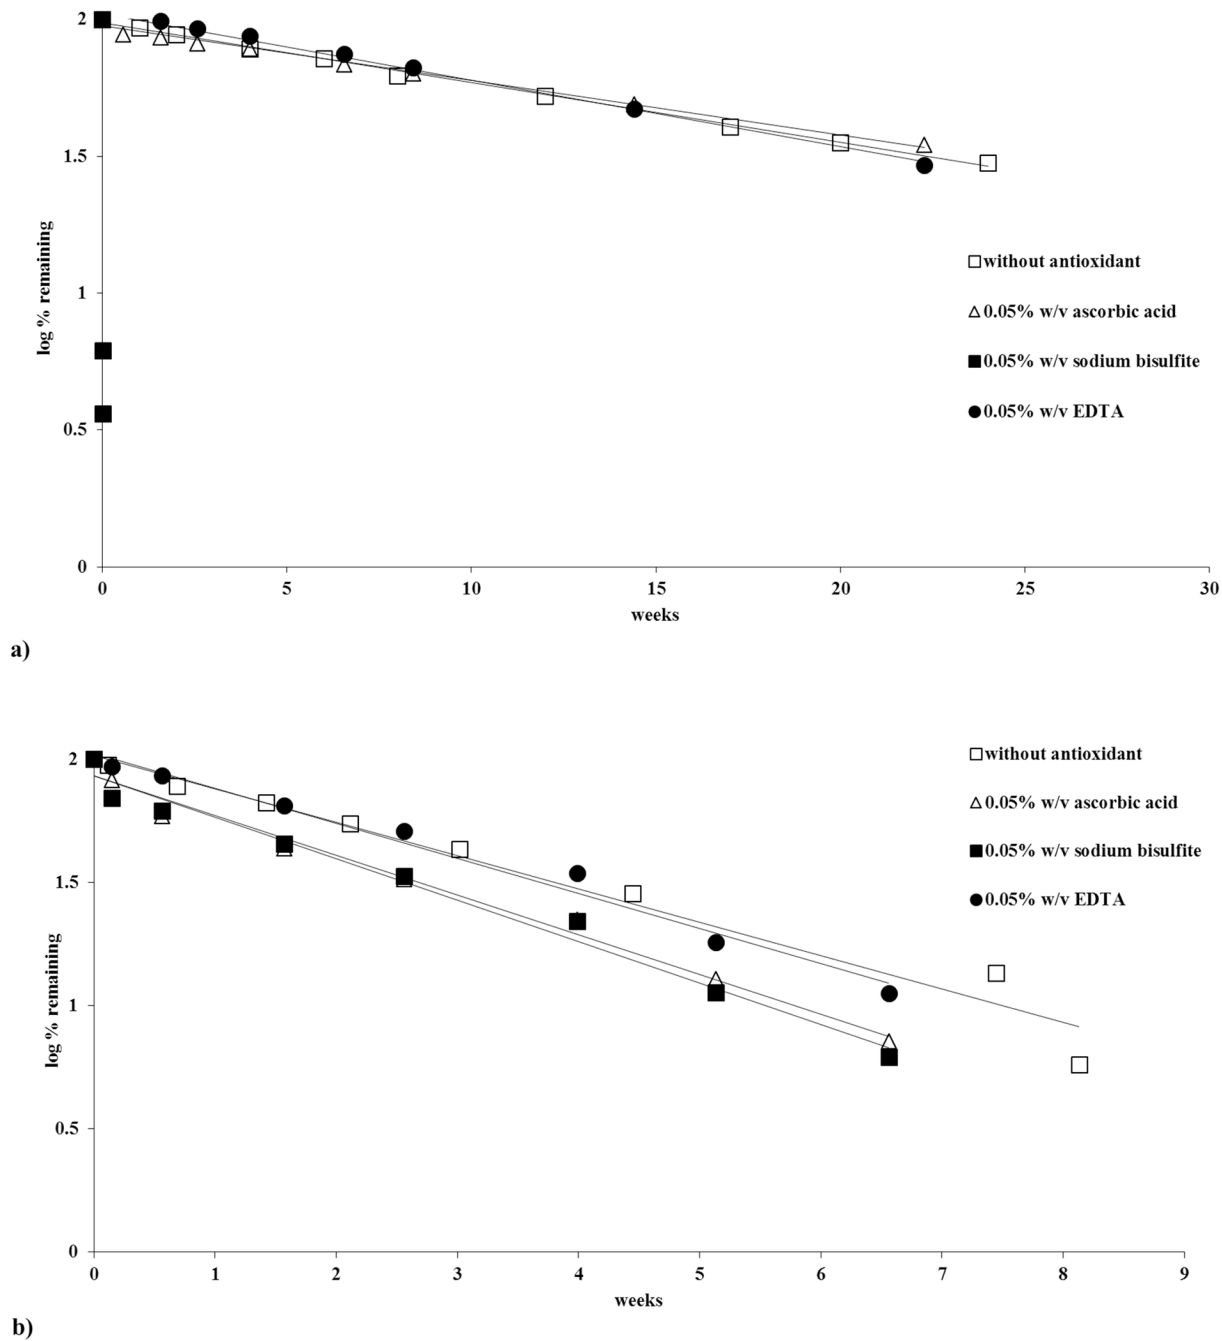 2
1.5
1
0.5
0
log % remaining
without antioxidant
0.05% w/v ascorbic acid
0.05% w/v sodium bisulfite
0.05% w/v EDTA
0 5 10 15 20 25 30
weeks
a)
2
1.5
1
0.5
0
log % remaining
without antioxidant
0.05% w/v ascorbic acid
0.05% w/v sodium bisulfite
0.05% w/v EDTA
0 1 2 3 4 5 6 7 8 9
weeks
b)